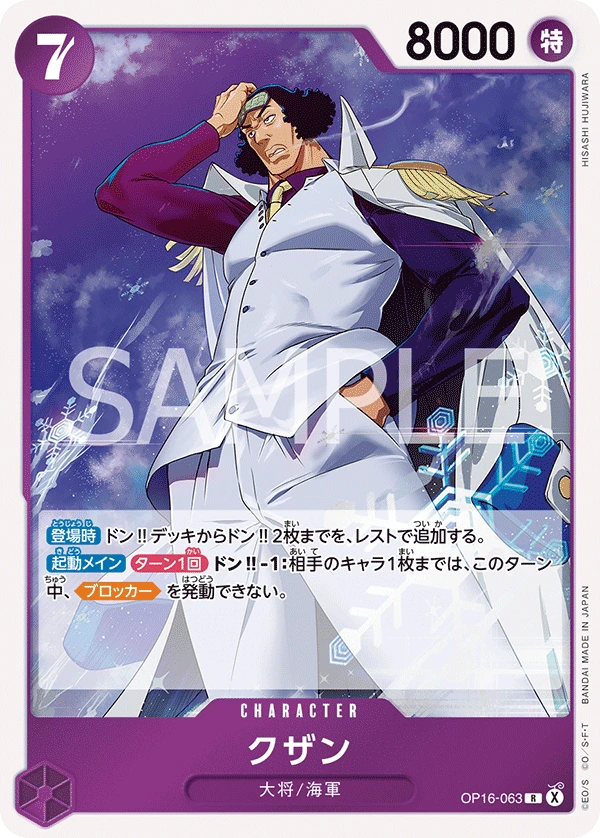 7
8000
特
HISASHI HUJIWARA
SAMPLE
登場時 ドン!!デッキからドン!!2枚までを、レストで追加する。
起動メイン ターン1回 ドン!!-1:相手のキャラ1枚までは、このターン
中、ブロッカー を発動できない。
CHARACTER
クザン
大将/海軍
OP16-063 R X
©E.O/S ©O/S・F・T BANDAI MADE IN JAPAN